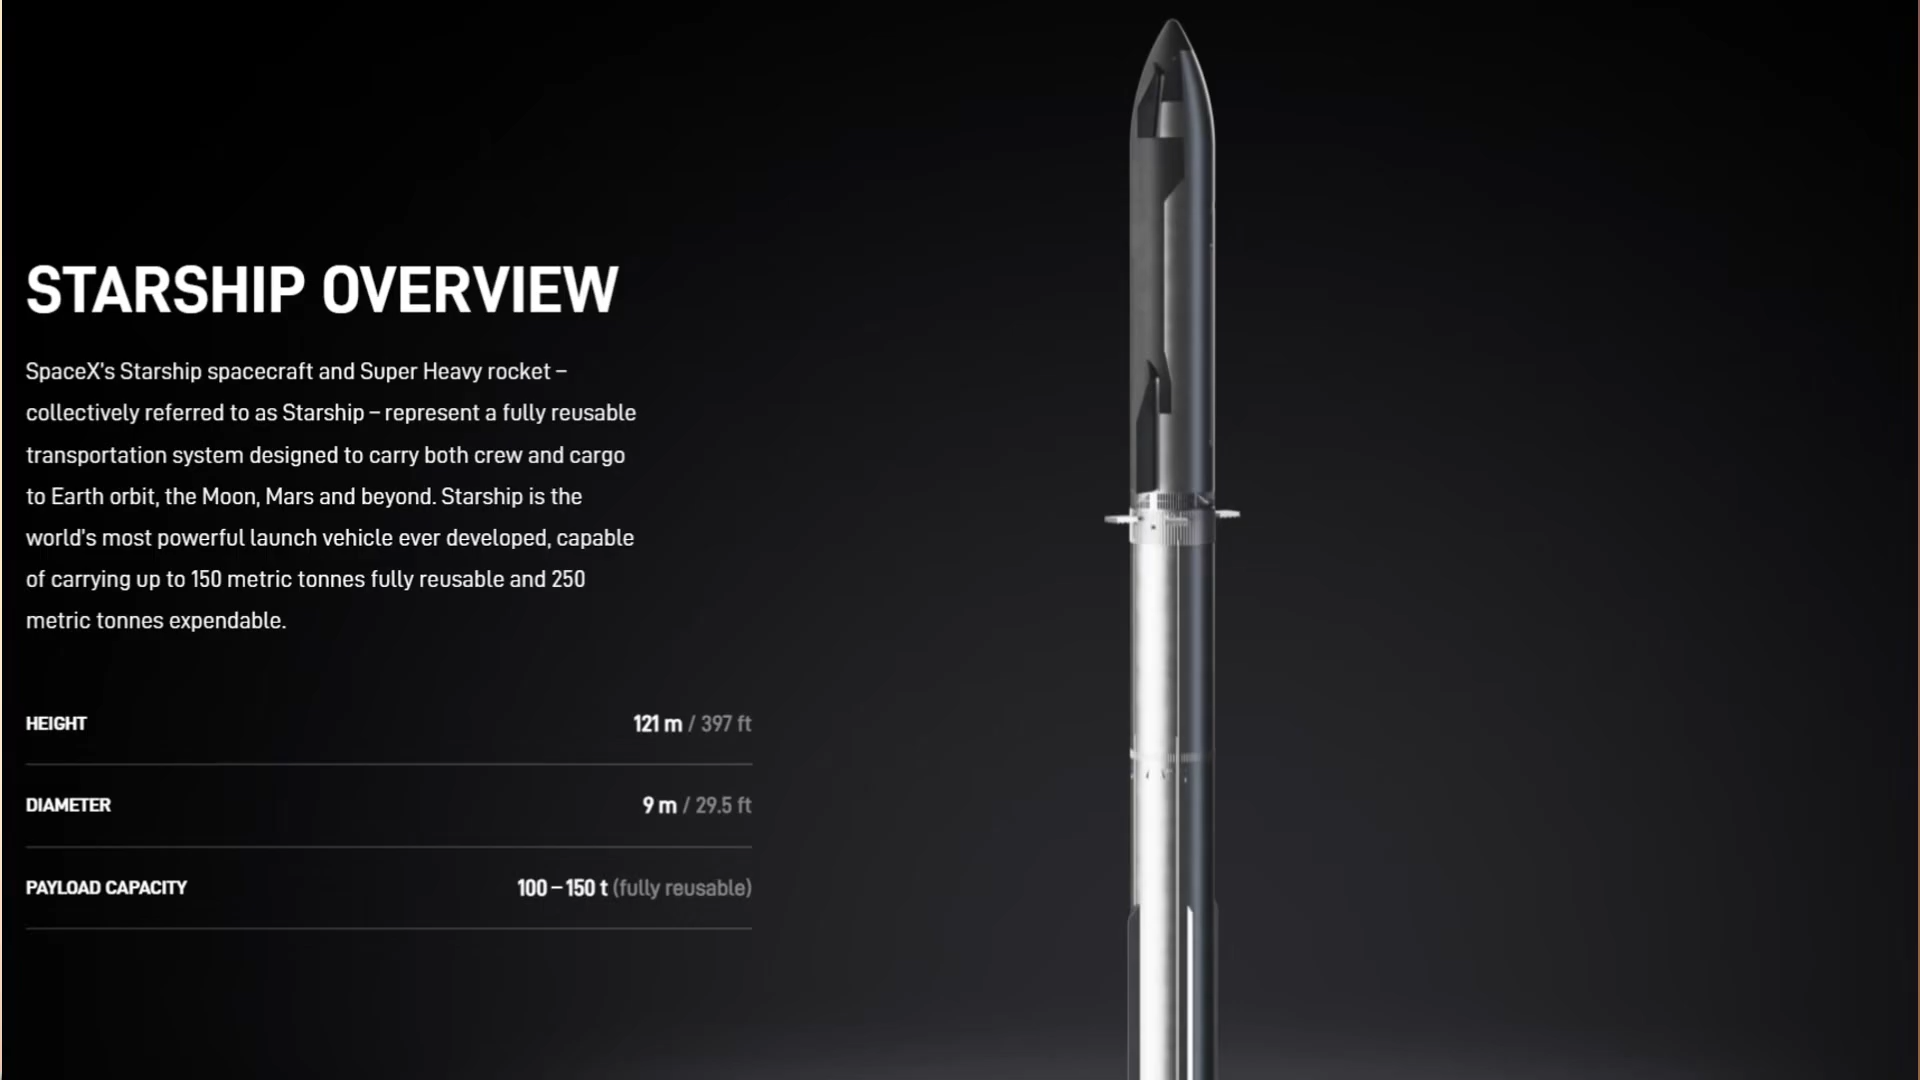 STARSHIP OVERVIEW
SpaceX's Starship spacecraft and Super Heavy rocket –
collectively referred to as Starship – represent a fully reusable
transportation system designed to carry both crew and cargo
to Earth orbit, the Moon, Mars and beyond. Starship is the
world's most powerful launch vehicle ever developed, capable
of carrying up to 150 metric tonnes fully reusable and 250
metric tonnes expendable.
HEIGHT 121 m / 397 ft
DIAMETER 9 m / 29.5 ft
PAYLOAD CAPACITY 100 – 150 t (fully reusable)